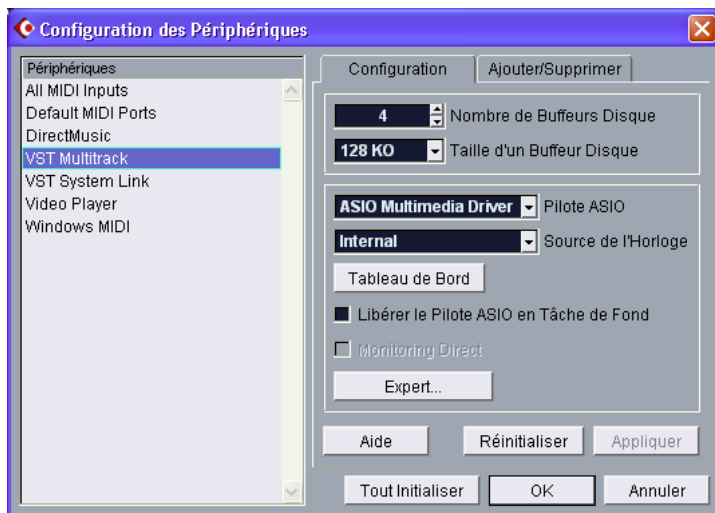 Configuration des Périphériques
Périphériques
All MIDI Inputs
Default MIDI Ports
DirectMusic
VST Multitrack
VST System Link
Video Player
Windows MIDI
Configuration
Ajouter/Supprimer
4 Nombre de Buffeurs Disque
128 KO Taille d'un Buffeur Disque
ASIO Multimedia Driver Pilote ASIO
Internal Source de l'Horloge
Tableau de Bord
Libérer le Pilote ASIO en Tâche de Fond
Monitoring Direct
Expert...
Aide Réinitialiser Appliquer
Tout Initialiser OK Annuler